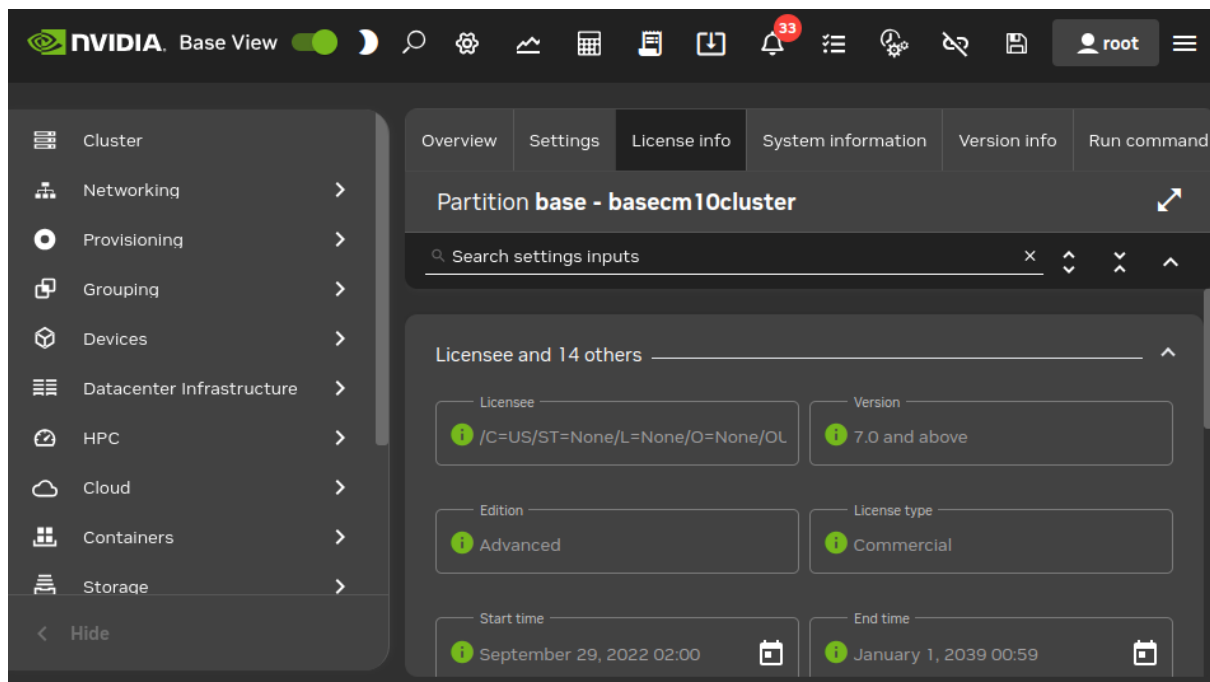 NVIDIA. Base View 33 root
Cluster
Networking
Provisioning
Grouping
Devices
Datacenter Infrastructure
HPC
Cloud
Containers
Storage
Hide
Overview Settings License info System information Version info Run command
Partition base - basecm10cluster
Search settings inputs
Licensee and 14 others
Licensee Version
/C=US/ST=None/L=None/O=None/OU 7.0 and above
Edition License type
Advanced Commercial
Start time End time
September 29, 2022 02:00 January 1, 2039 00:59